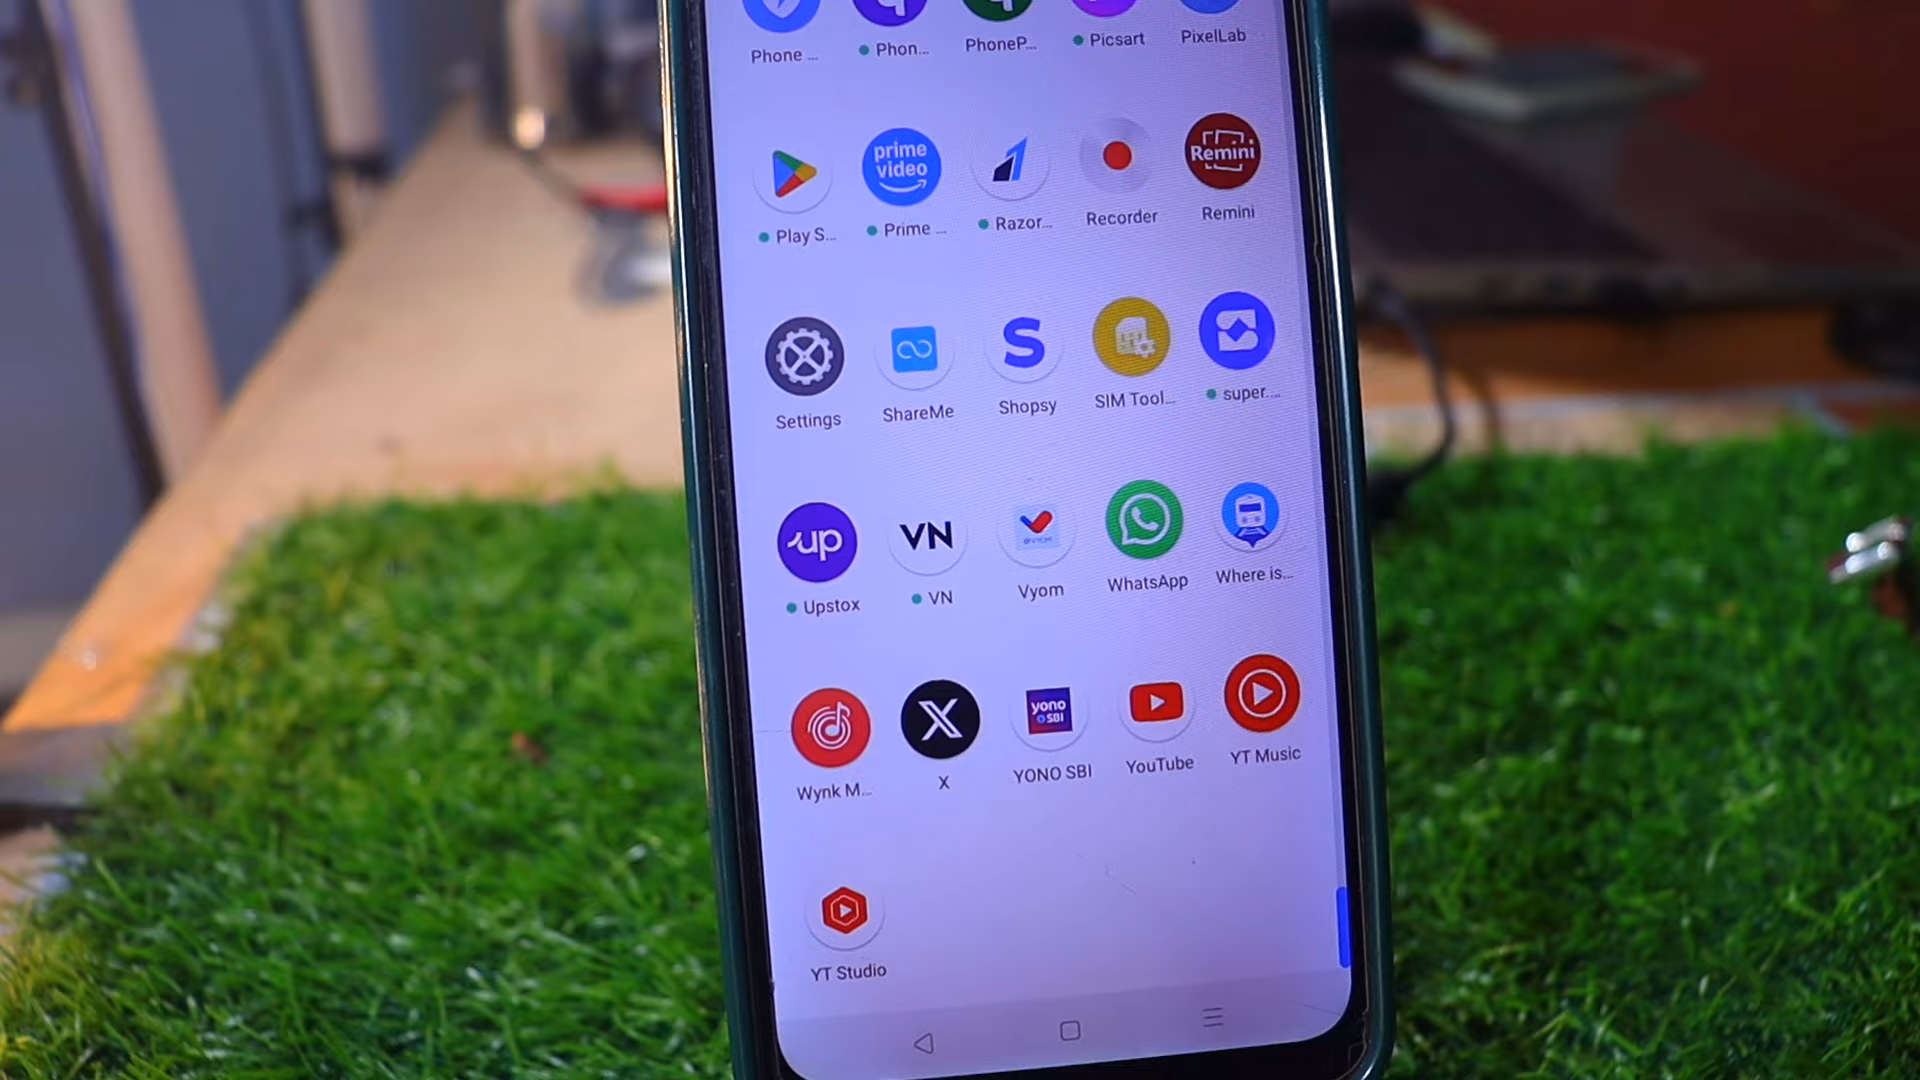 Phone ...
Phon...
PhoneP...
Picsart
PixelLab
prime
video
Remini
Play S...
Prime ...
Razor...
Recorder
Remini
S
Settings
ShareMe
Shopsy
SIM Tool...
super....
up
VN
Upstox
VN
Vyom
WhatsApp
Where is...
yono
SBI
X
Wynk M...
X
YONO SBI
YouTube
YT Music
YT Studio